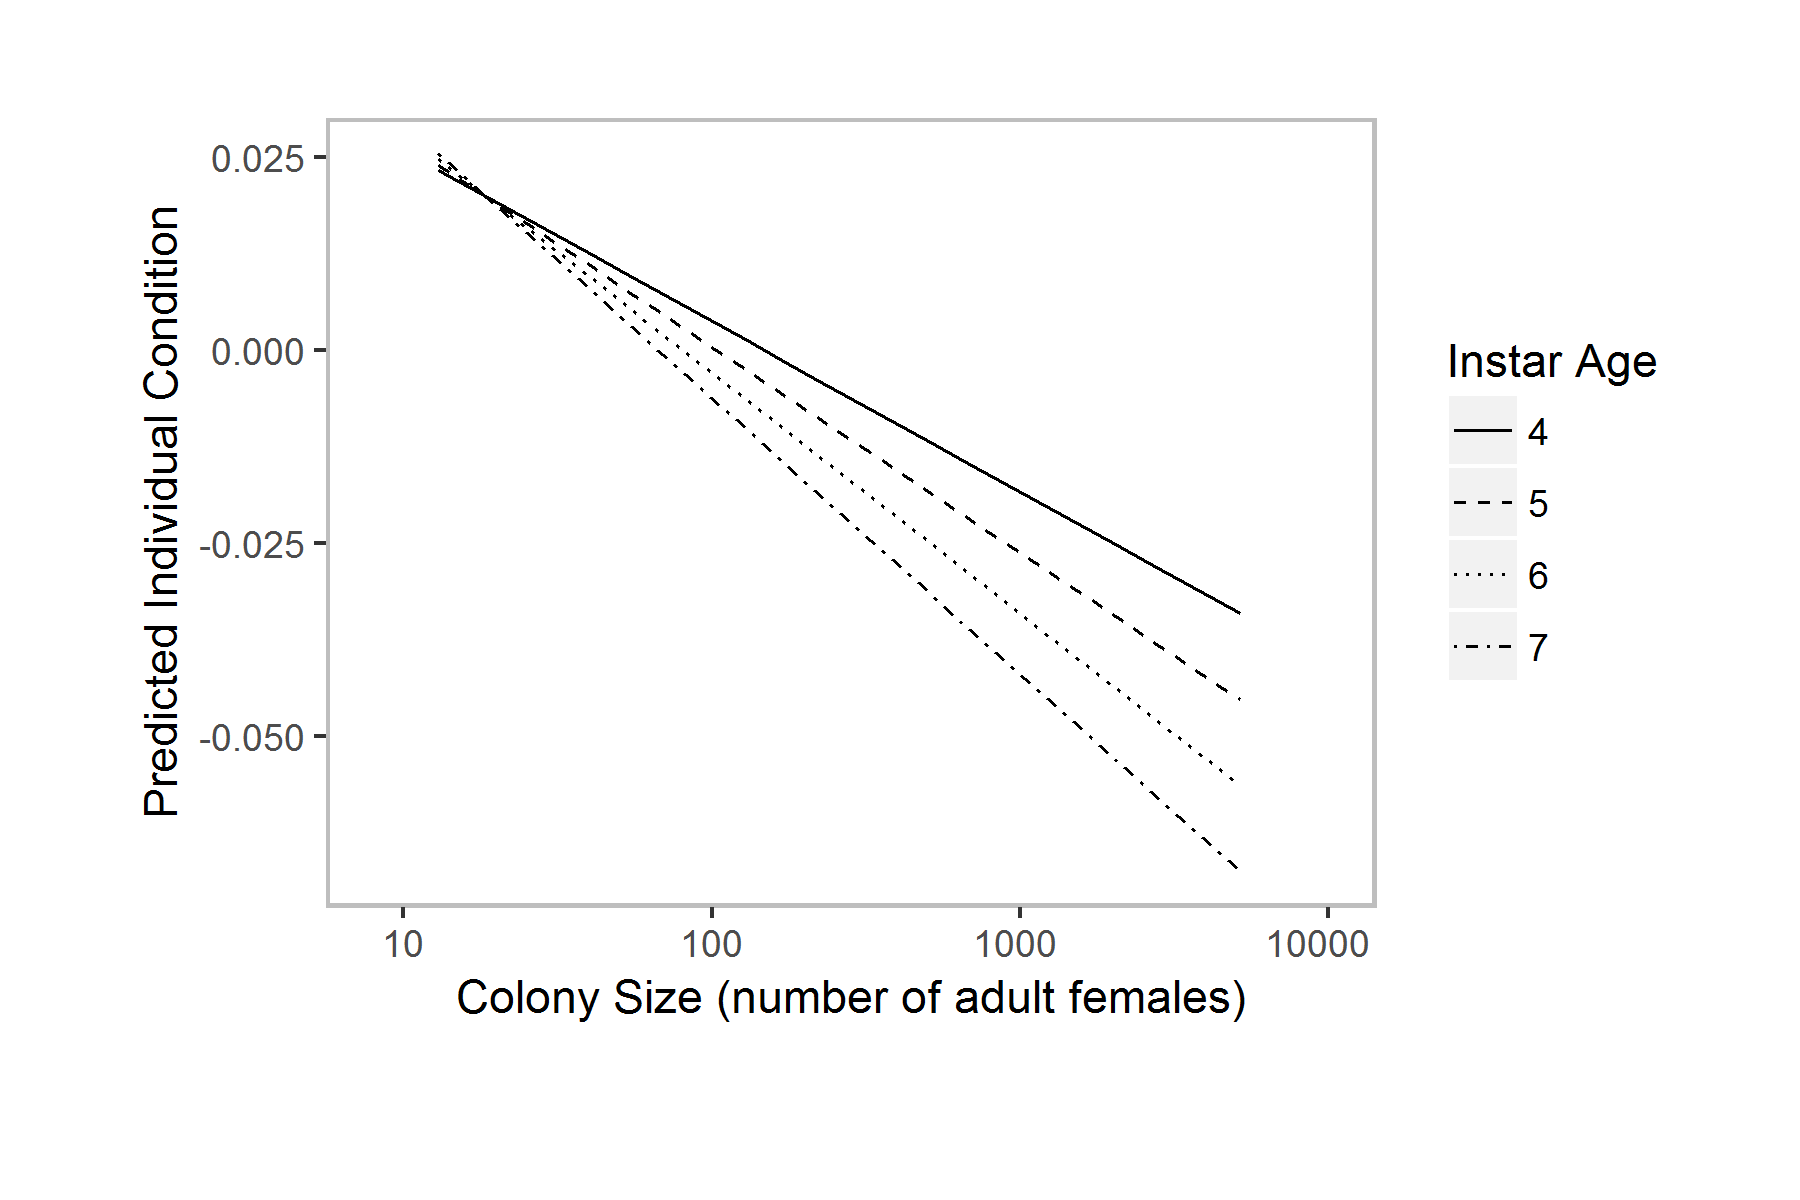 0.025
0.000
-0.025
-0.050
Predicted Individual Condition
10 100 1000 10000
Colony Size (number of adult females)
Instar Age
4
5
6
7